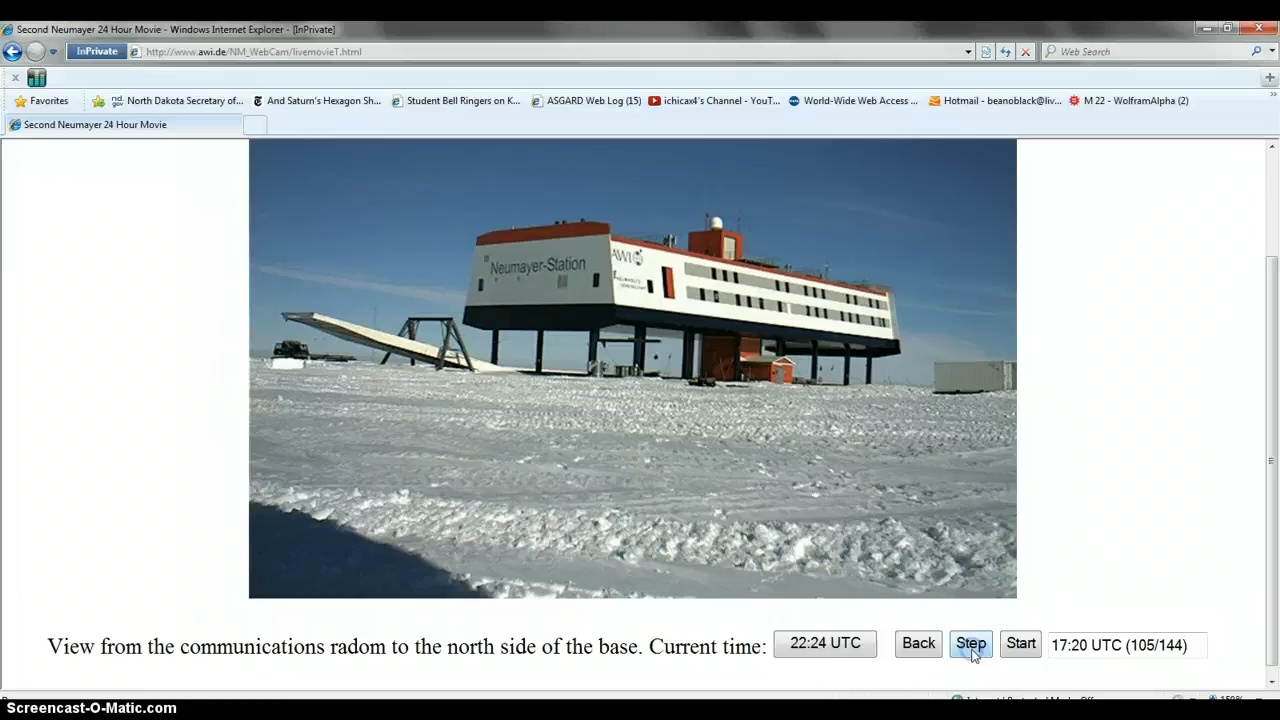 Second Neumayer 24 Hour Movie - Windows Internet Explorer - [InPrivate]
InPrivate http://www.awi.de/NM_WebCam/livemovieT.html Web Search
Favorites North Dakota Secretary of... And Saturn's Hexagon Sh... Student Bell Ringers on K... ASGARD Web Log (15) ichicax4's Channel - YouT... World-Wide Web Access ... Hotmail - beanoblack@liv... M 22 - WolframAlpha (2)
Second Neumayer 24 Hour Movie
Neumayer-Station
AWI
View from the communications radom to the north side of the base. Current time: 22:24 UTC Back Step Start 17:20 UTC (105/144)
Screencast-O-Matic.com